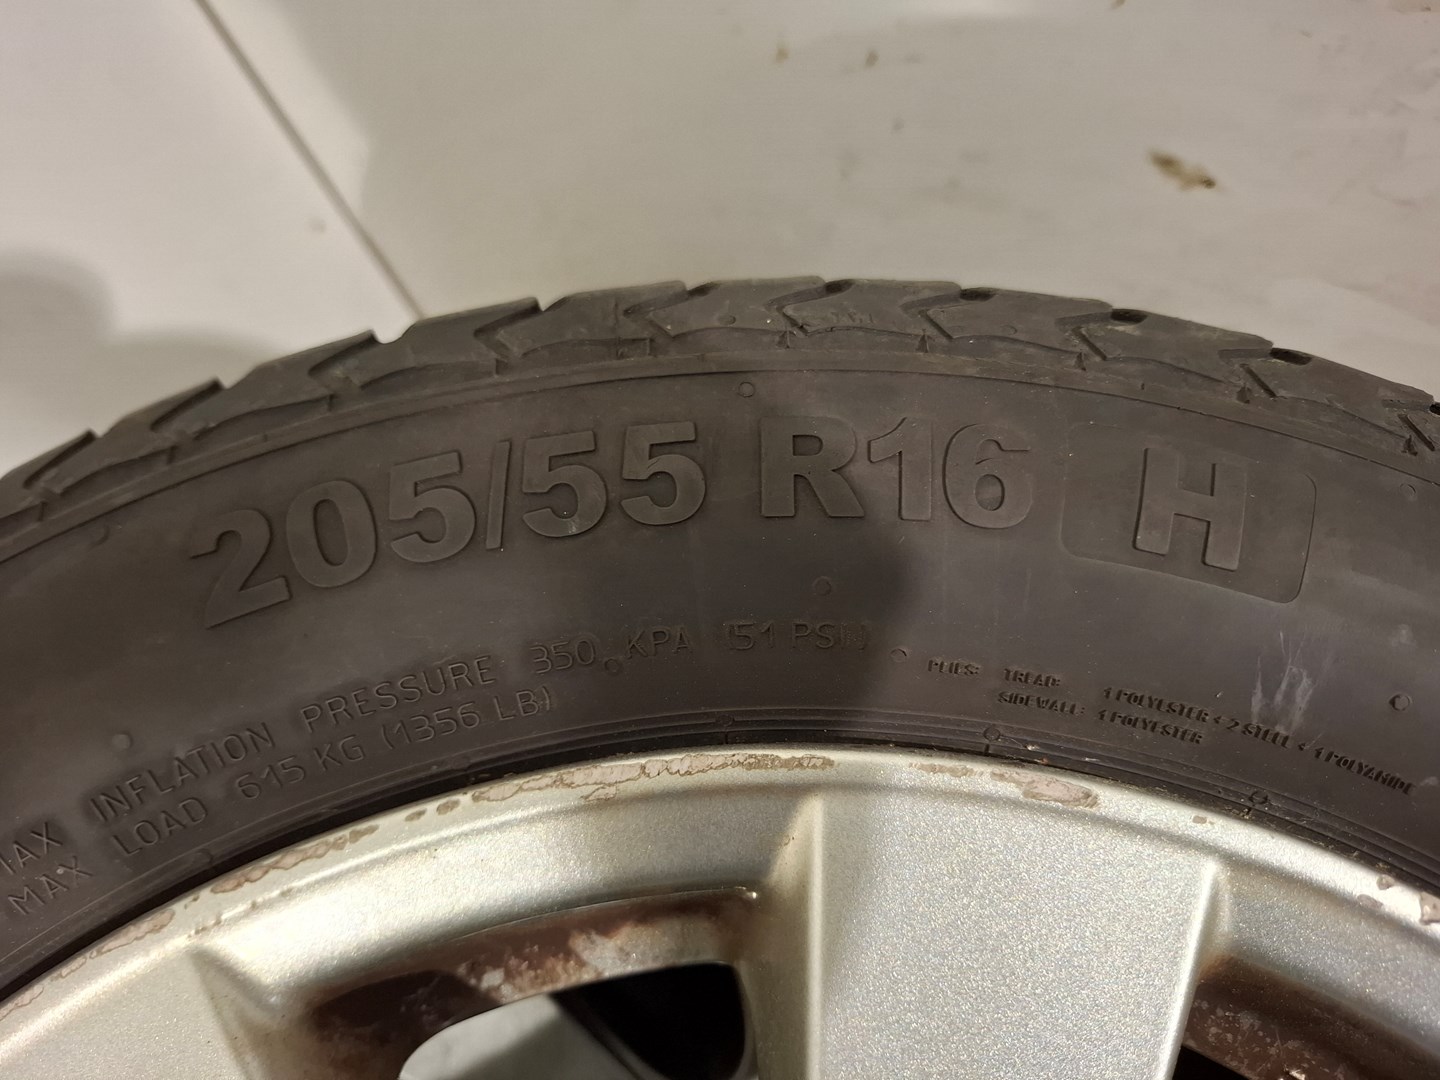 205/55 R16 H
MAX INFLATION PRESSURE 350 KPA (51 PSI)
MAX LOAD 615 KG (1356 LB)
PLIES: TREAD: 1 POLYESTER + 2 STEEL + 1 POLYAMIDE
SIDEWALL: 1 POLYESTER